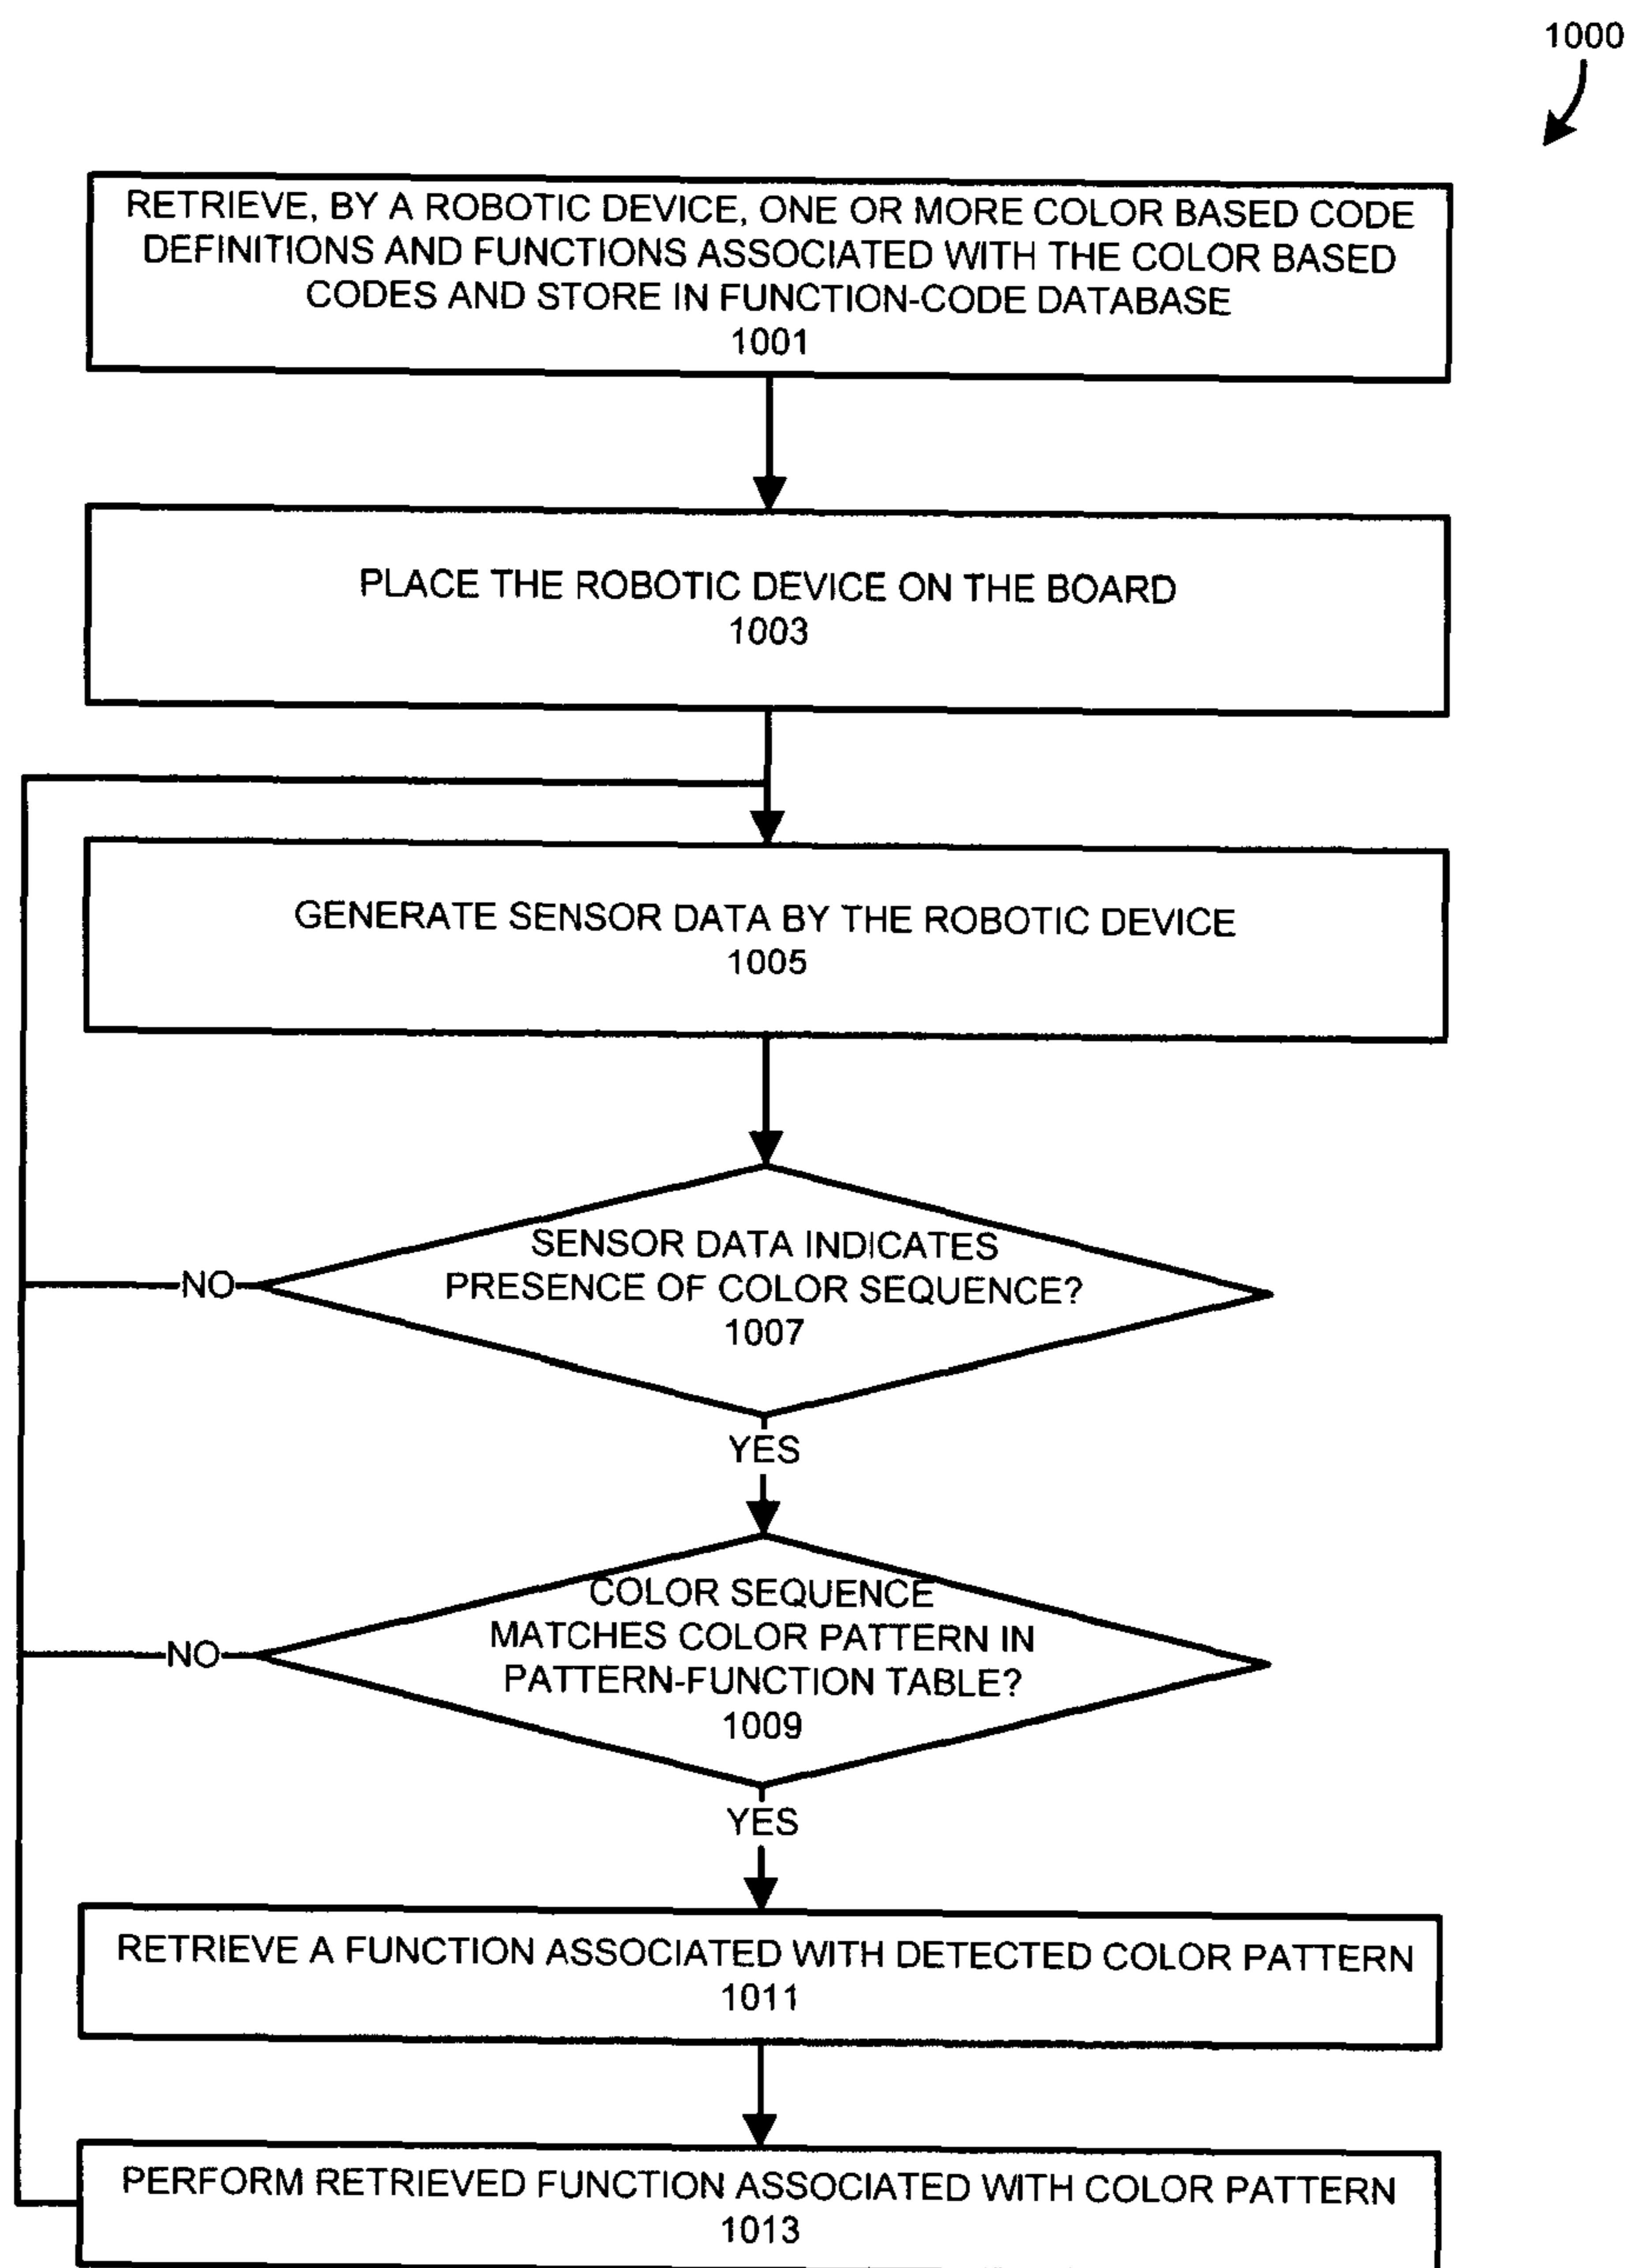 1000
RETRIEVE, BY A ROBOTIC DEVICE, ONE OR MORE COLOR BASED CODE
DEFINITIONS AND FUNCTIONS ASSOCIATED WITH THE COLOR BASED
CODES AND STORE IN FUNCTION-CODE DATABASE
1001
PLACE THE ROBOTIC DEVICE ON THE BOARD
1003
GENERATE SENSOR DATA BY THE ROBOTIC DEVICE
1005
SENSOR DATA INDICATES
PRESENCE OF COLOR SEQUENCE?
1007
NO
YES
COLOR SEQUENCE
MATCHES COLOR PATTERN IN
PATTERN-FUNCTION TABLE?
1009
NO
YES
RETRIEVE A FUNCTION ASSOCIATED WITH DETECTED COLOR PATTERN
1011
PERFORM RETRIEVED FUNCTION ASSOCIATED WITH COLOR PATTERN
1013